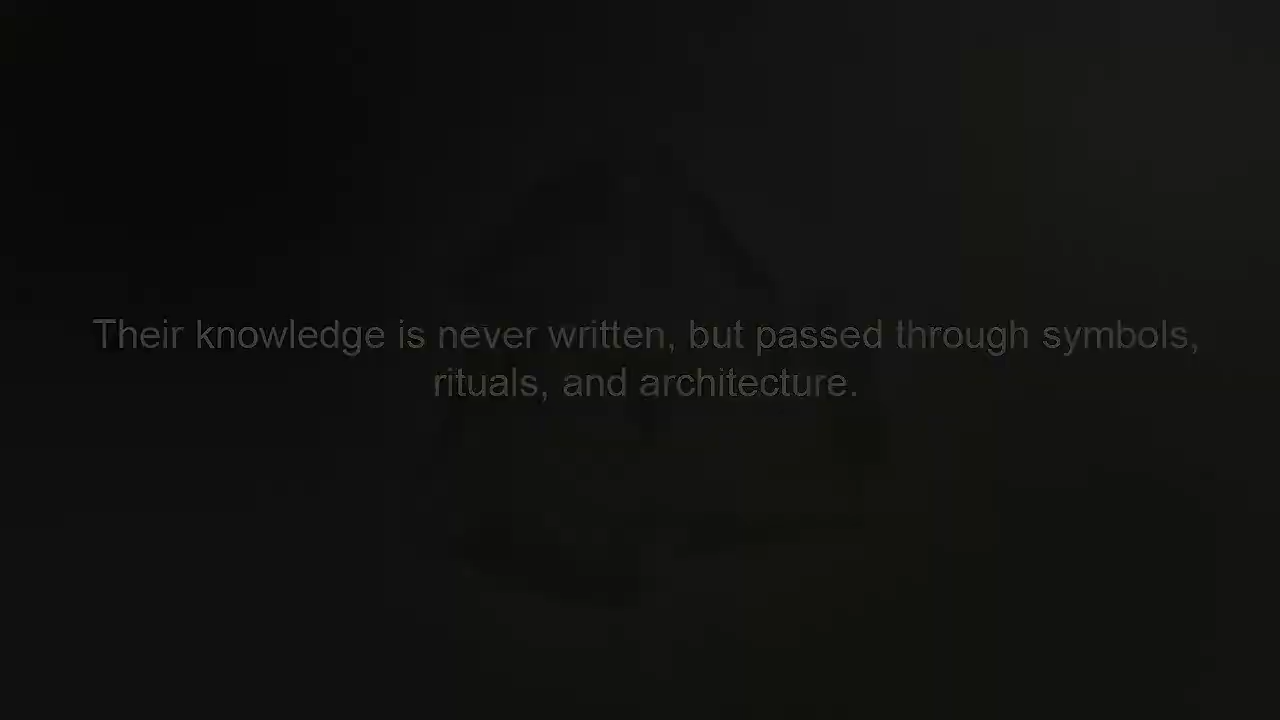 Their knowledge is never written, but passed through symbols,
rituals, and architecture.